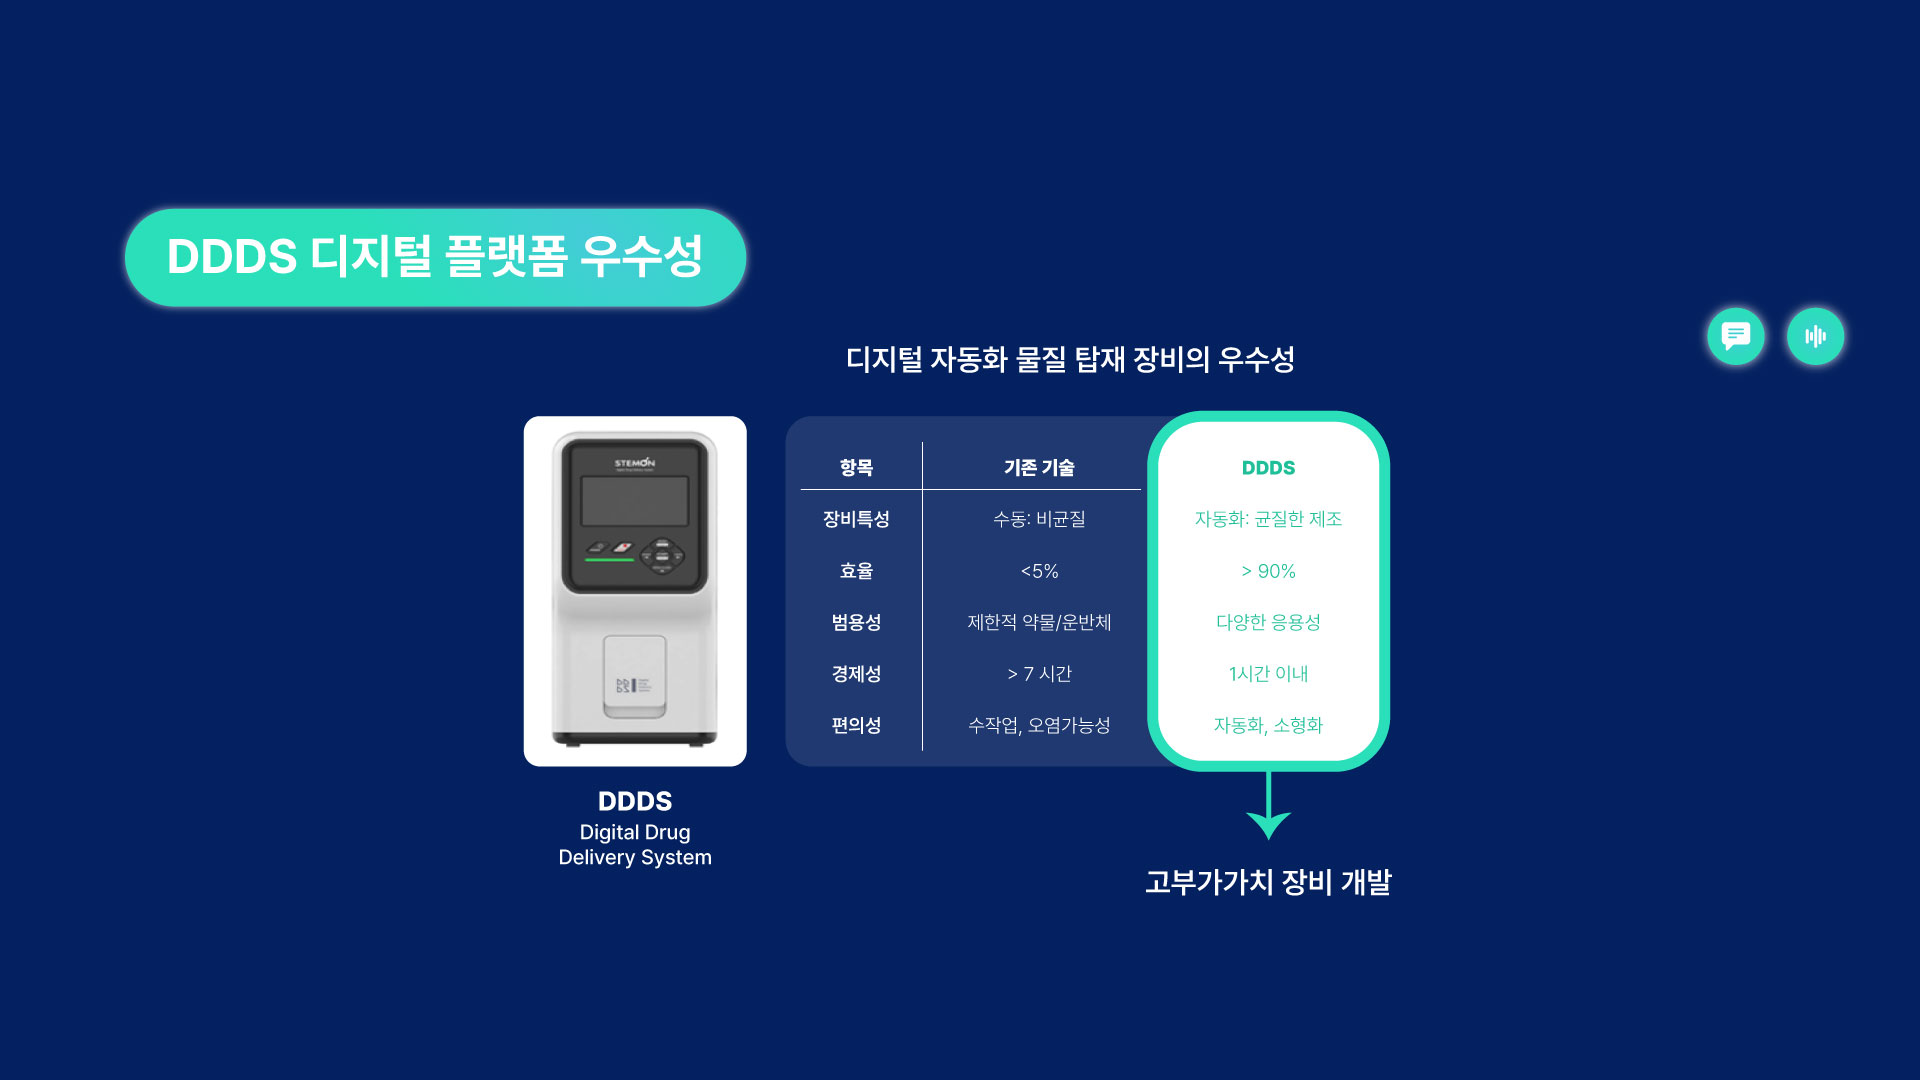 DDDS 디지털 플랫폼 우수성
디지털 자동화 물질 탑재 장비의 우수성
STEMON
항목 기존 기술 DDDS
장비특성 수동: 비균질 자동화: 균질한 제조
효율 <5% > 90%
범용성 제한적 약물/운반체 다양한 응용성
경제성 > 7 시간 1시간 이내
편의성 수작업, 오염가능성 자동화, 소형화
DDDS
Digital Drug
Delivery System
고부가가치 장비 개발